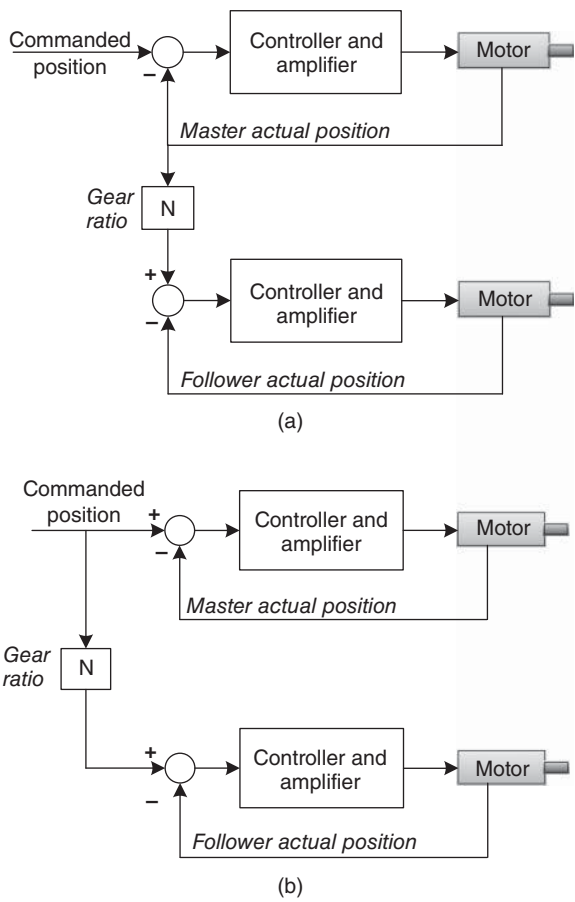 Commanded
position
−
Controller and
amplifier
Motor
Master actual position
Gear
ratio
N
+
−
Controller and
amplifier
Motor
Follower actual position
(a)
Commanded
position
+
−
Controller and
amplifier
Motor
Master actual position
Gear
ratio
N
+
−
Controller and
amplifier
Motor
Follower actual position
(b)